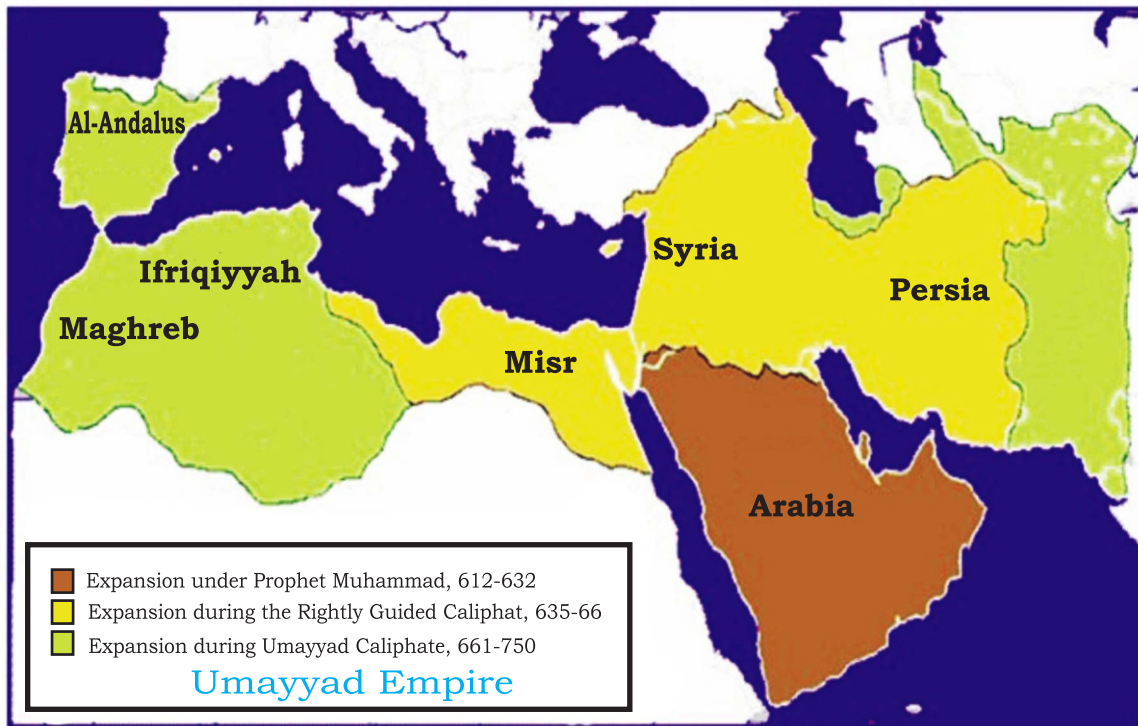 Al-Andalus
Syria
Ifriqiyyah
Persia
Maghreb
Misr
Arabia
Expansion under Prophet Muhammad, 612-632
Expansion during the Rightly Guided Caliphat, 635-66
Expansion during Umayyad Caliphate, 661-750
Umayyad Empire